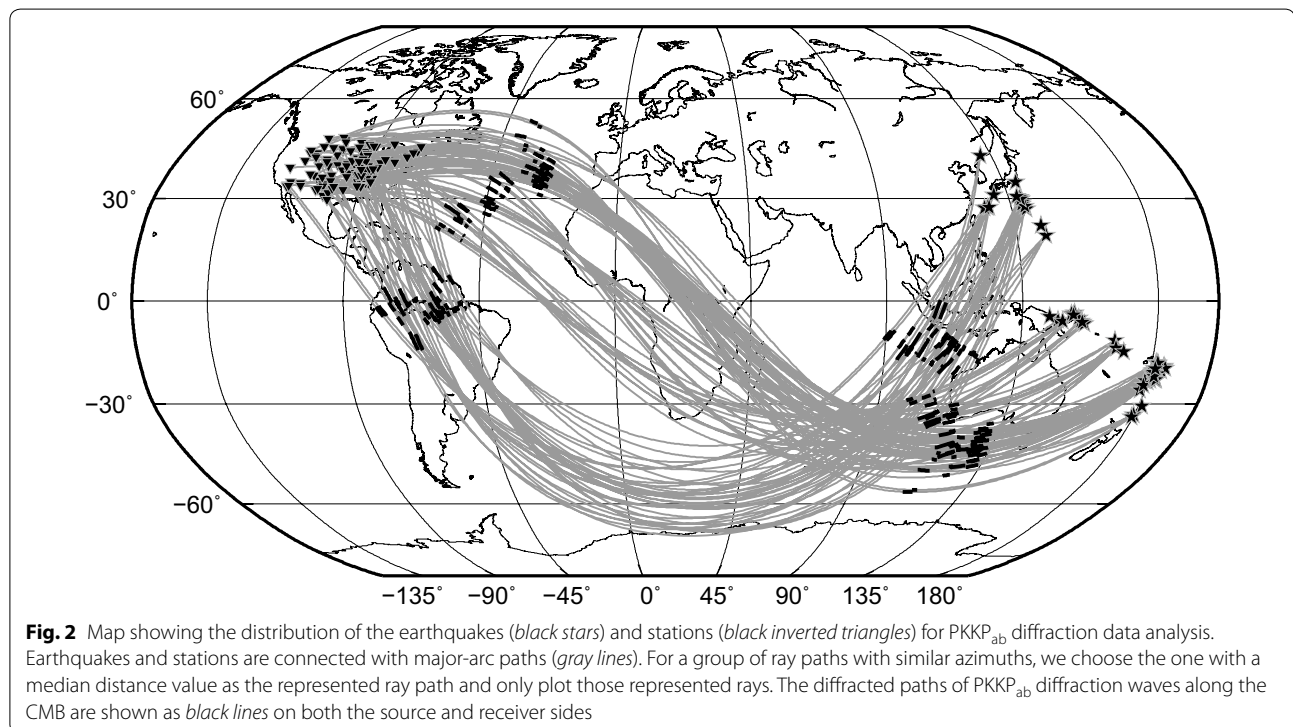 60°
30°
0°
−30°
−60°
−135° −90° −45° 0° 45° 90° 135° 180°
Fig. 2 Map showing the distribution of the earthquakes (black stars) and stations (black inverted triangles) for PKKPab diffraction data analysis.
Earthquakes and stations are connected with major-arc paths (gray lines). For a group of ray paths with similar azimuths, we choose the one with a
median distance value as the represented ray path and only plot those represented rays. The diffracted paths of PKKPab diffraction waves along the
CMB are shown as black lines on both the source and receiver sides